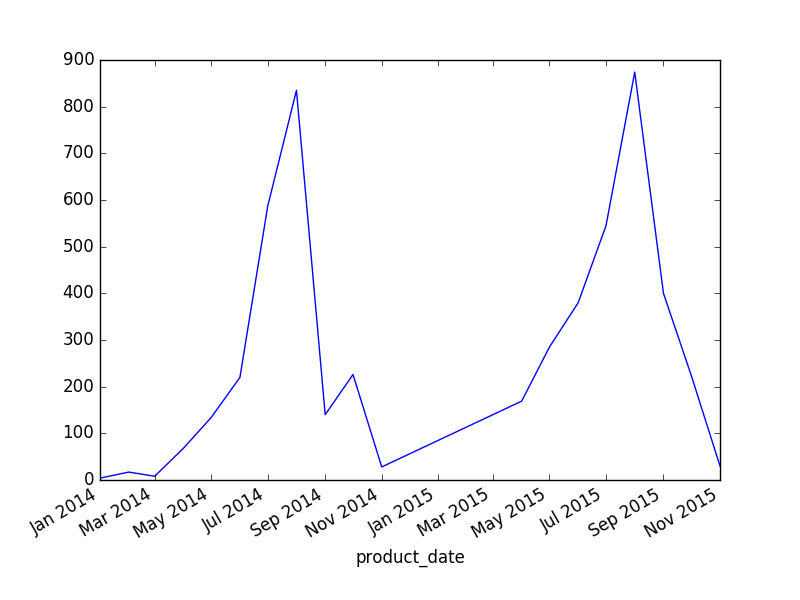 900
800
700
600
500
400
300
200
100
0
Jan 2014
Mar 2014
May 2014
Jul 2014
Sep 2014
Nov 2014
Jan 2015
Mar 2015
May 2015
Jul 2015
Sep 2015
Nov 2015
product_date